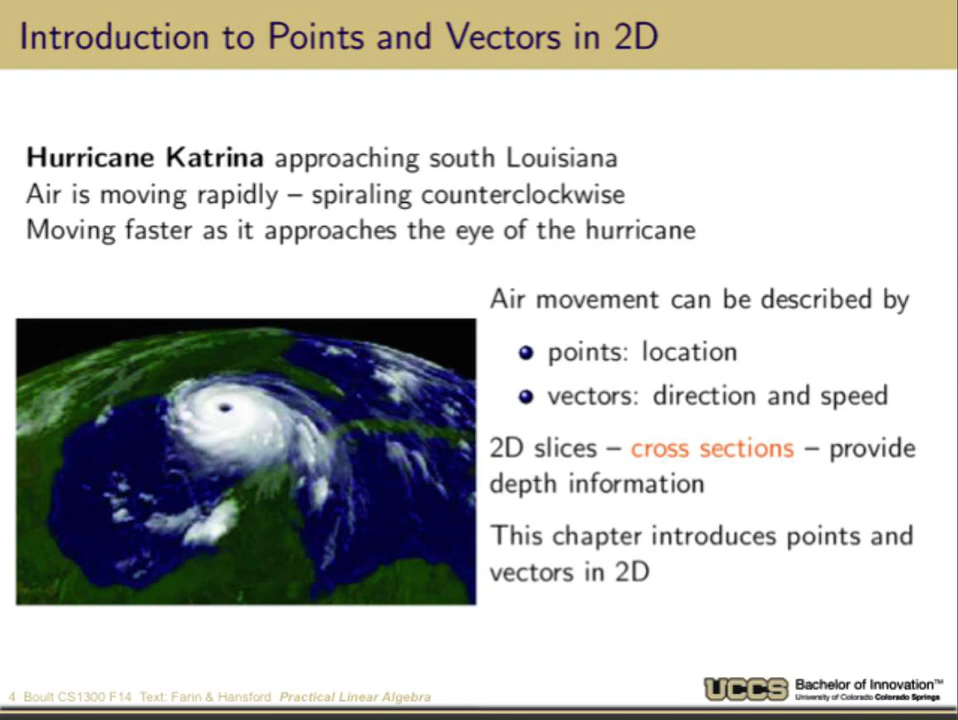 Introduction to Points and Vectors in 2D
Hurricane Katrina approaching south Louisiana
Air is moving rapidly – spiraling counterclockwise
Moving faster as it approaches the eye of the hurricane
Air movement can be described by
points: location
vectors: direction and speed
2D slices – cross sections – provide
depth information
This chapter introduces points and
vectors in 2D
4 Boult CS1300 F14 Text: Farin & Hansford Practical Linear Algebra
UCCS
Bachelor of Innovation™
University of Colorado Colorado Springs